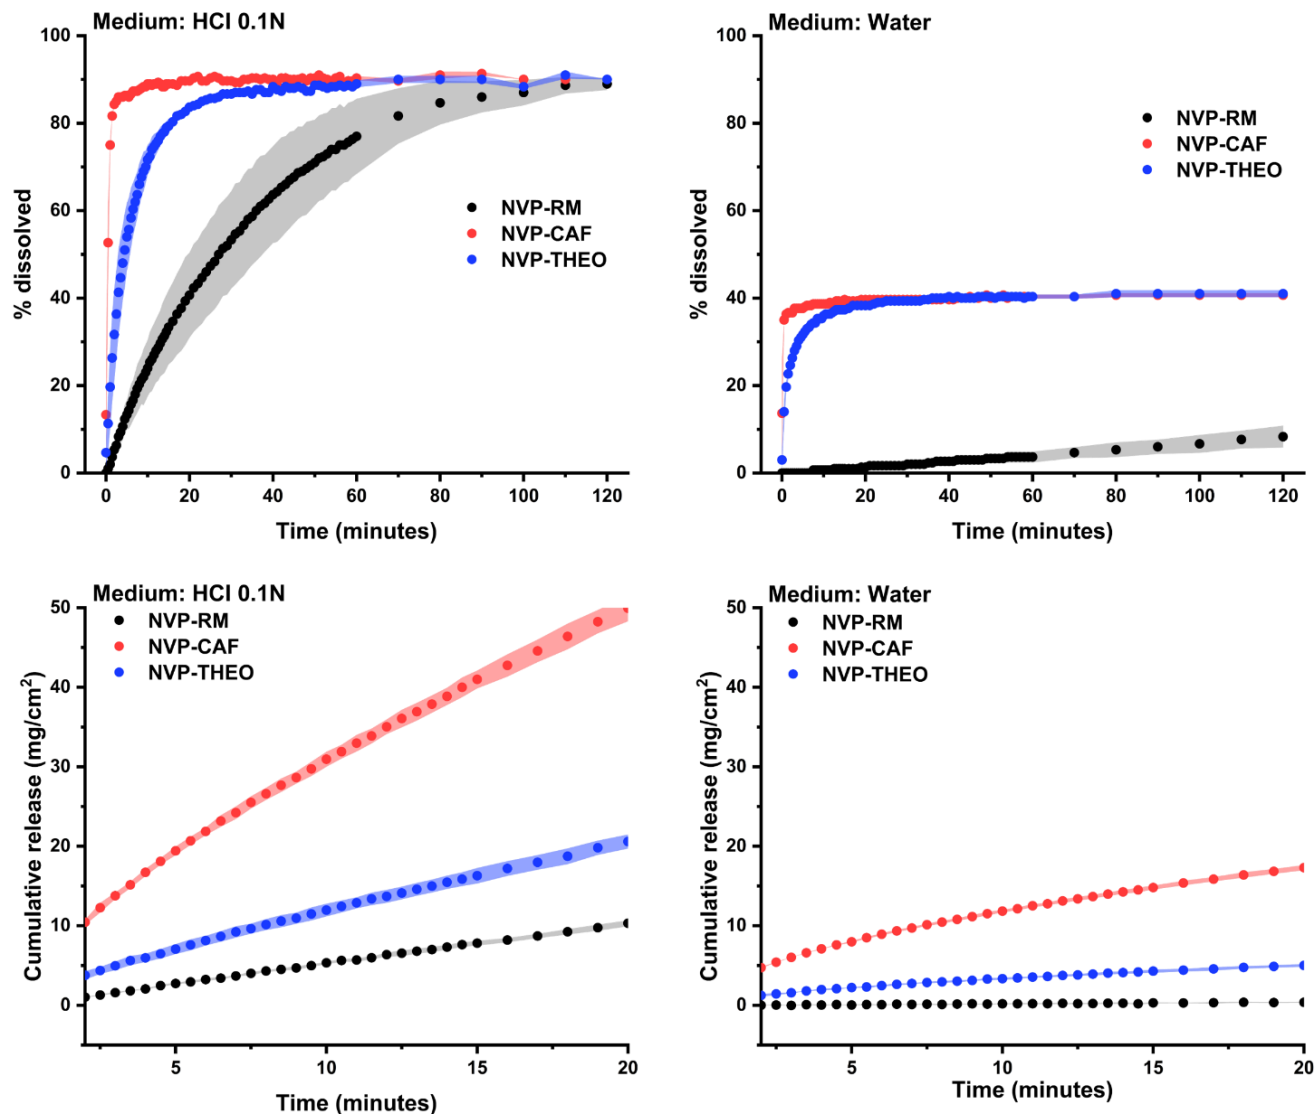 Medium: HCl 0.1N
100
80
60
40
20
0
% dissolved
NVP-RM
NVP-CAF
NVP-THEO
0 20 40 60 80 100 120
Time (minutes)
Medium: Water
100
80
60
40
20
0
% dissolved
NVP-RM
NVP-CAF
NVP-THEO
0 20 40 60 80 100 120
Time (minutes)
Medium: HCl 0.1N
50
40
30
20
10
0
Cumulative release (mg/cm²)
NVP-RM
NVP-CAF
NVP-THEO
5 10 15 20
Time (minutes)
Medium: Water
50
40
30
20
10
0
Cumulative release (mg/cm²)
NVP-RM
NVP-CAF
NVP-THEO
5 10 15 20
Time (minutes)